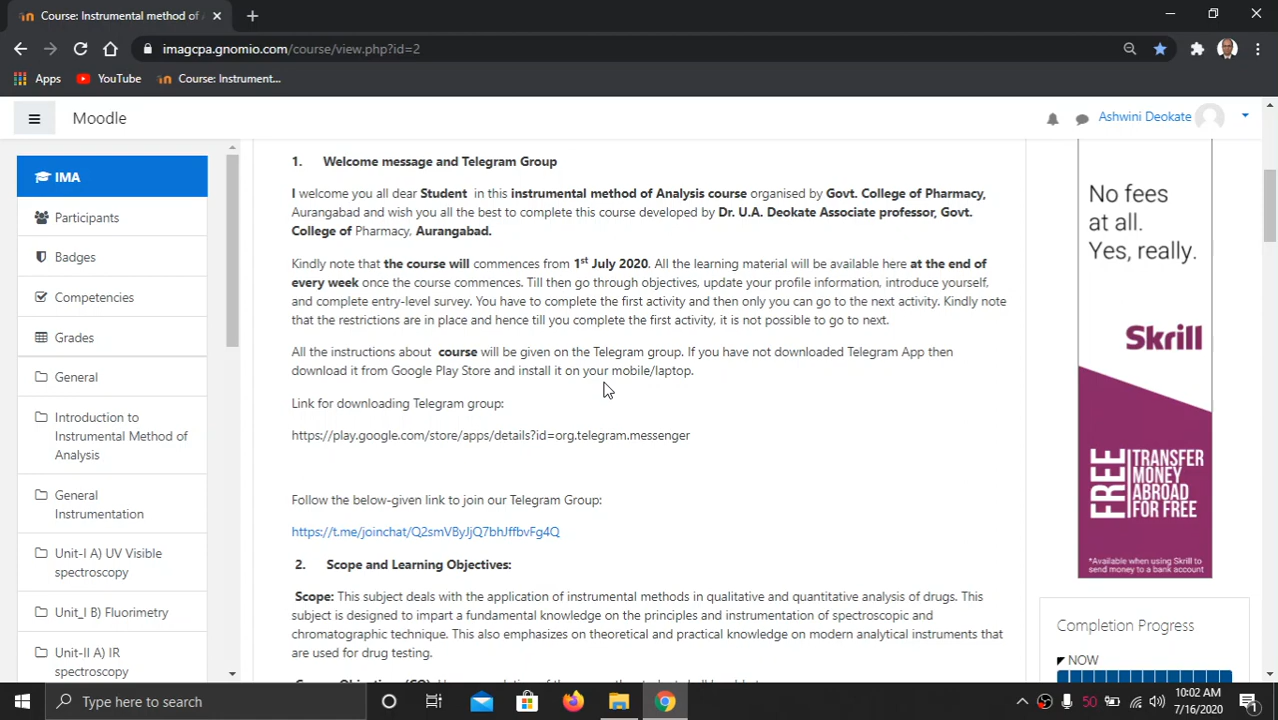 Course: Instrumental method of A
imagcpa.gnomio.com/course/view.php?id=2
Apps
YouTube
Course: Instrument...
Moodle
Ashwini Deokate
IMA
Participants
Badges
Competencies
Grades
General
Introduction to
Instrumental Method of
Analysis
General
Instrumentation
Unit-I A) UV Visible
spectroscopy
Unit_I B) Fluorimetry
Unit-II A) IR
spectroscopy
1. Welcome message and Telegram Group
I welcome you all dear Student in this instrumental method of Analysis course organised by Govt. College of Pharmacy,
Aurangabad and wish you all the best to complete this course developed by Dr. U.A. Deokate Associate professor, Govt.
College of Pharmacy, Aurangabad.
Kindly note that the course will commences from 1st July 2020. All the learning material will be available here at the end of
every week once the course commences. Till then go through objectives, update your profile information, introduce yourself,
and complete entry-level survey. You have to complete the first activity and then only you can go to the next activity. Kindly note
that the restrictions are in place and hence till you complete the first activity, it is not possible to go to next.
All the instructions about course will be given on the Telegram group. If you have not downloaded Telegram App then
download it from Google Play Store and install it on your mobile/laptop.
Link for downloading Telegram group:
https://play.google.com/store/apps/details?id=org.telegram.messenger
Follow the below-given link to join our Telegram Group:
https://t.me/joinchat/Q2smVByJjQ7bhJffbvFg4Q
2. Scope and Learning Objectives:
Scope: This subject deals with the application of instrumental methods in qualitative and quantitative analysis of drugs. This
subject is designed to impart a fundamental knowledge on the principles and instrumentation of spectroscopic and
chromatographic technique. This also emphasizes on theoretical and practical knowledge on modern analytical instruments that
are used for drug testing.
No fees
at all.
Yes, really.
Skrill
FREE TRANSFER
MONEY
ABROAD
FOR FREE
*Available when using Skrill to
send money to a bank account
Completion Progress
NOW
Type here to search
50
10:02 AM
7/16/2020
1